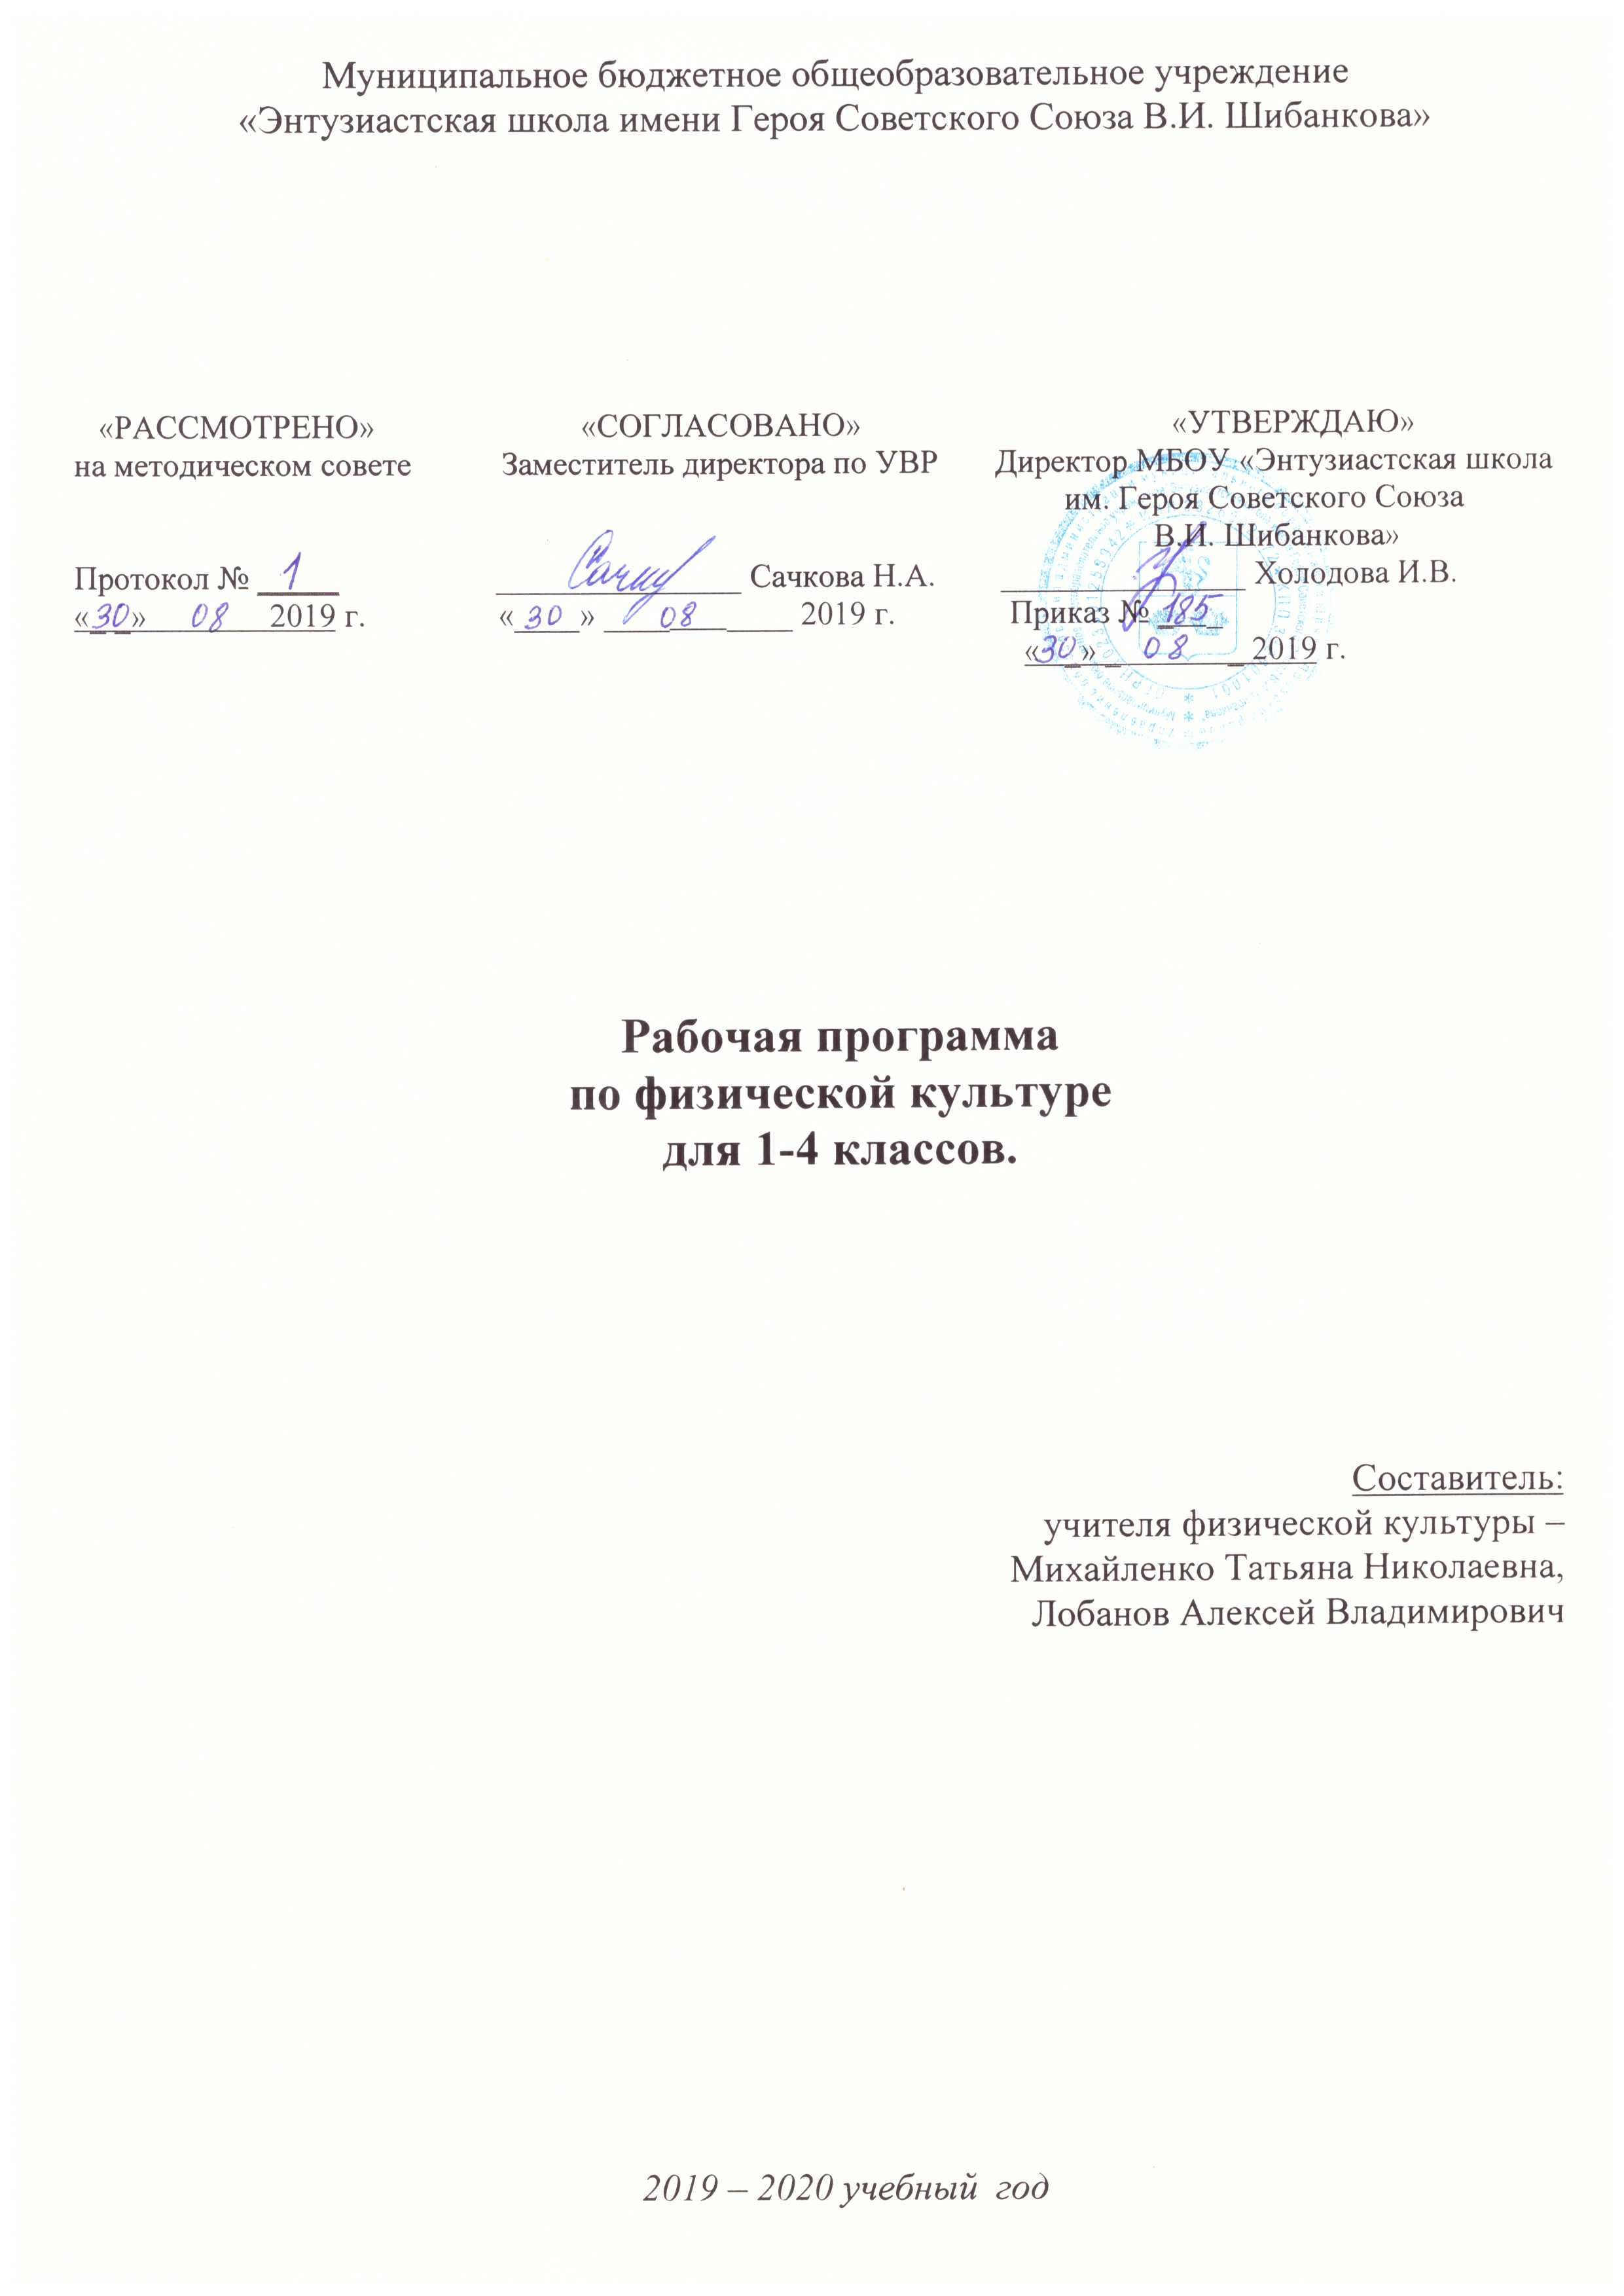 Муниципальное бюджетное общеобразовательное учреждение
«Энтузиастская школа имени Героя Советского Союза В.И. Шибанкова»
«РАССМОТРЕНО»
на методическом совете
Протокол № 1
«30» 08 2019 г.
«СОГЛАСОВАНО»
Заместитель директора по УВР
Сачкова Н.А.
«30» 08 2019 г.
«УТВЕРЖДАЮ»
Директор МБОУ «Энтузиастская школа
им. Героя Советского Союза
В.И. Шибанкова»
Холодова И.В.
Приказ № 185
«30» 08 2019 г.
Рабочая программа
по физической культуре
для 1-4 классов.
Составитель:
учителя физической культуры –
Михайленко Татьяна Николаевна,
Лобанов Алексей Владимирович
2019 – 2020 учебный год